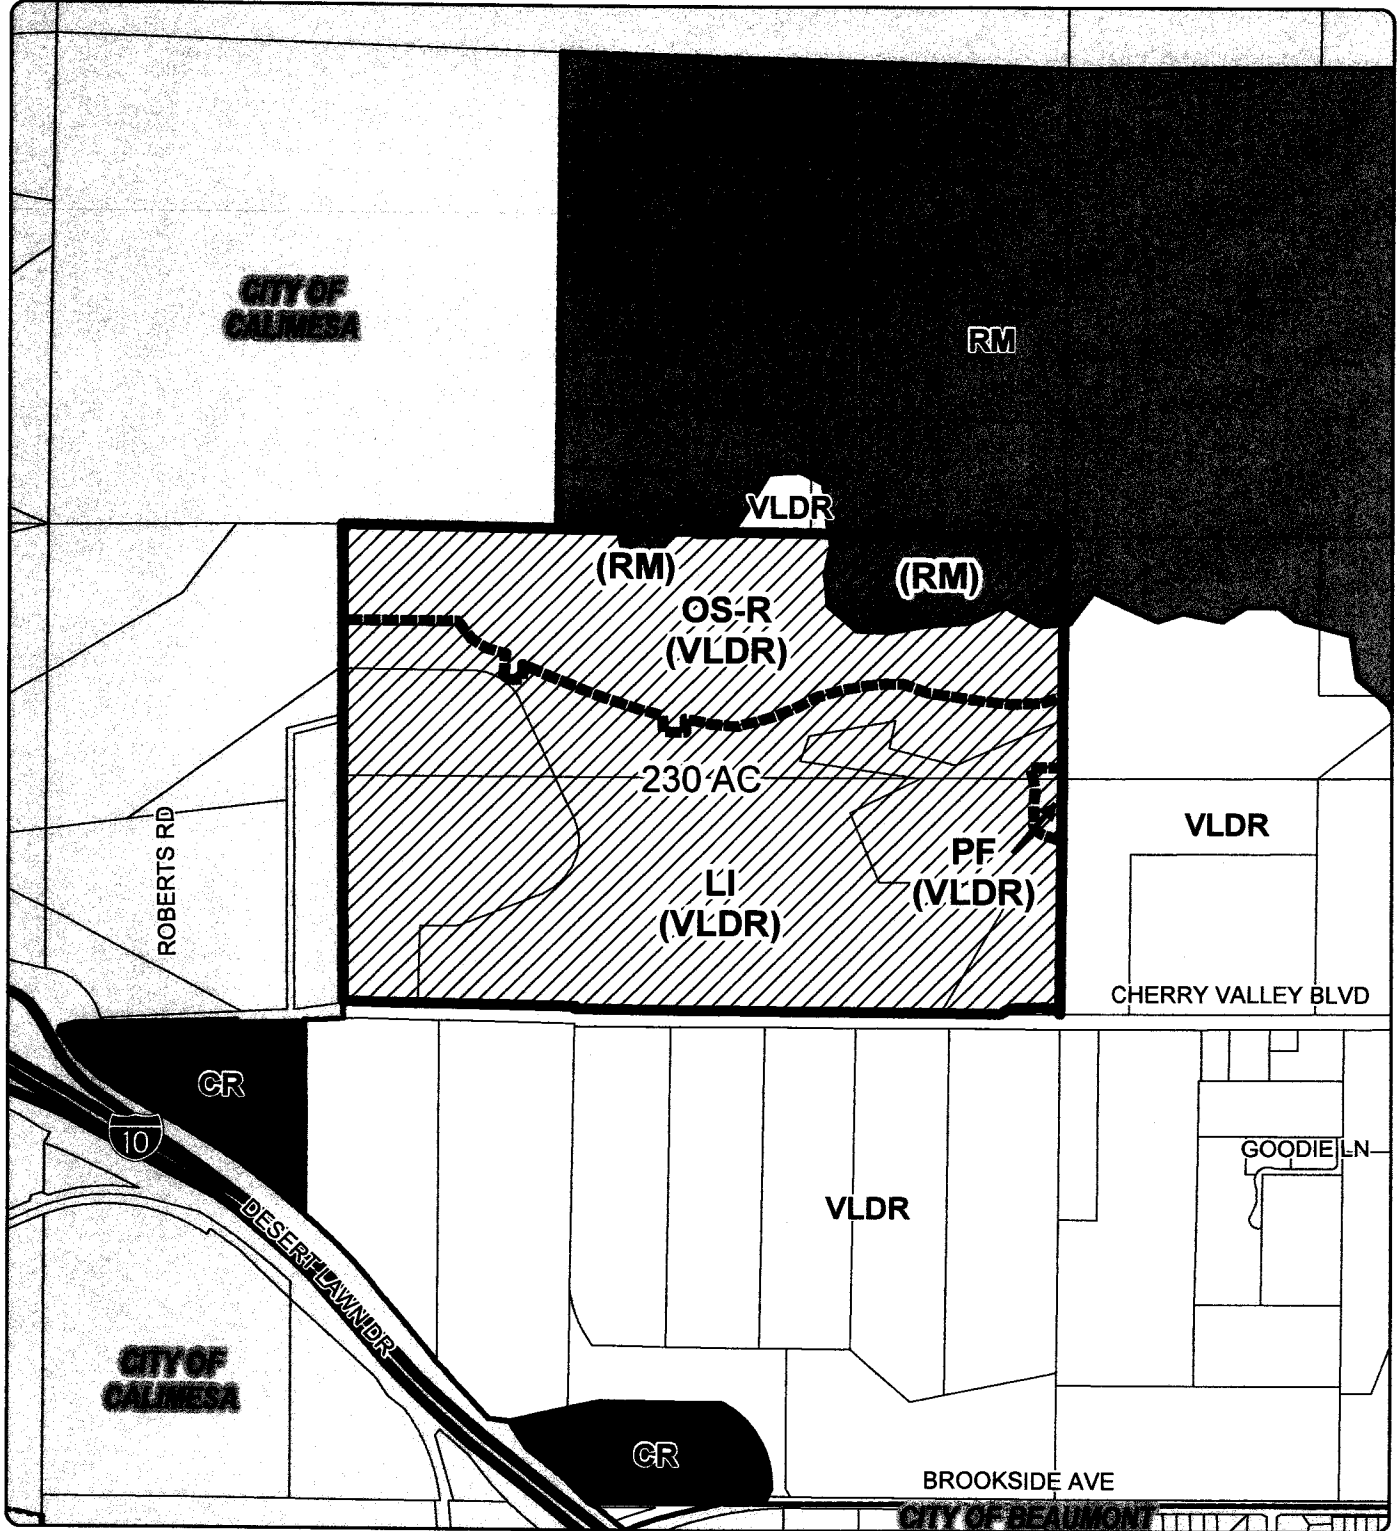 CITY OF
CALIMESA
RM
VLDR
(RM)
(RM)
OS-R
(VLDR)
230 AC
VLDR
PF
(VLDR)
LI
(VLDR)
ROBERTS RD
CHERRY VALLEY BLVD
CR
10
GOODIE LN
VLDR
DESERT LAWN DR
CITY OF
CALIMESA
CR
BROOKSIDE AVE
CITY OF BEAUMONT